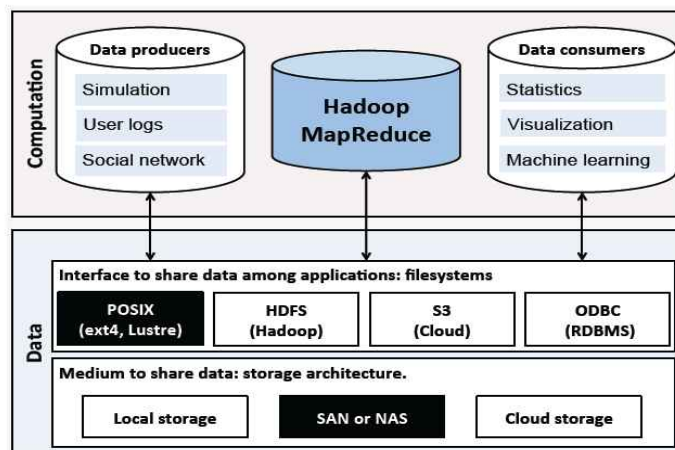 Computation
Data producers
Simulation
User logs
Social network
Hadoop
MapReduce
Data consumers
Statistics
Visualization
Machine learning
Data
Interface to share data among applications: filesystems
POSIX
(ext4, Lustre)
HDFS
(Hadoop)
S3
(Cloud)
ODBC
(RDBMS)
Medium to share data: storage architecture.
Local storage
SAN or NAS
Cloud storage